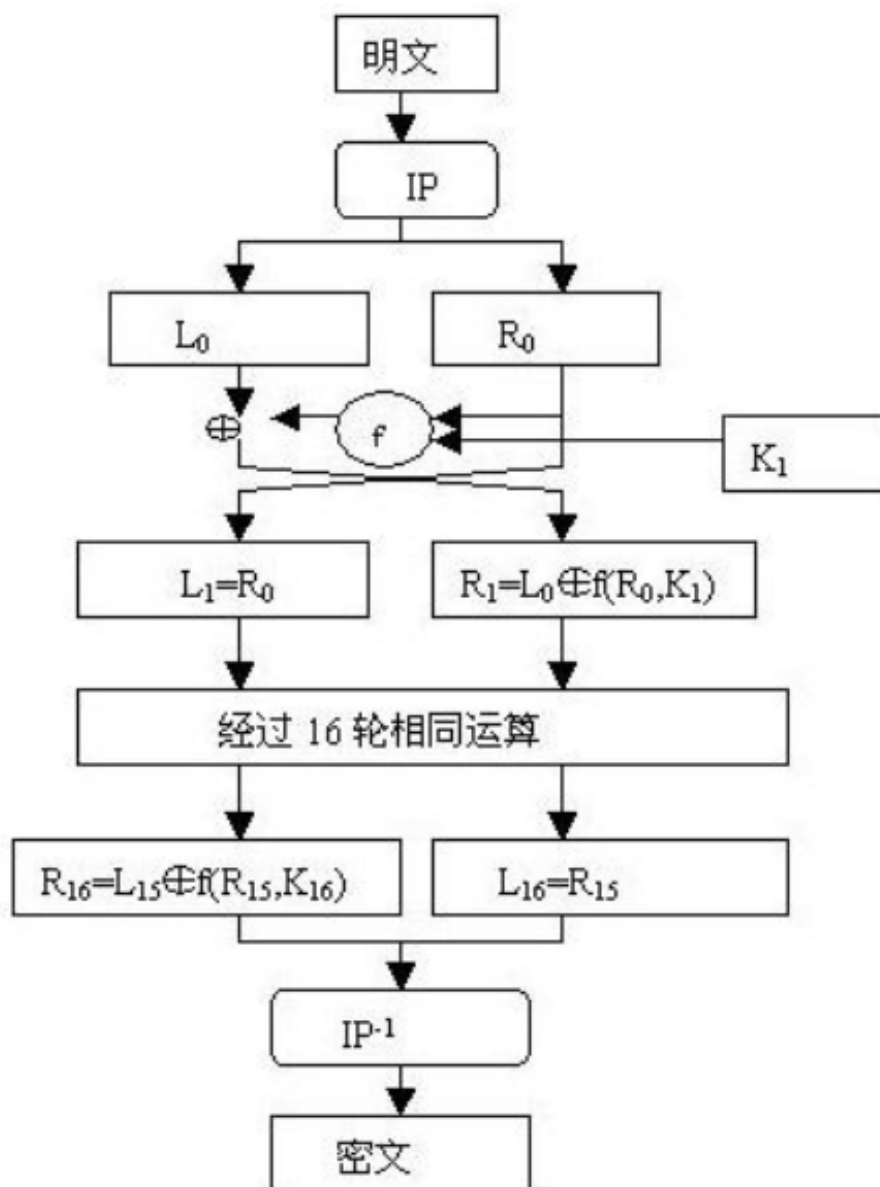 明文
IP
L₀
R₀
⊕
f
K₁
L₁=R₀
R₁=L₀⊕f(R₀,K₁)
经过 16 轮相同运算
R₁₆=L₁₅⊕f(R₁₅,K₁₆)
L₁₆=R₁₅
IP⁻¹
密文